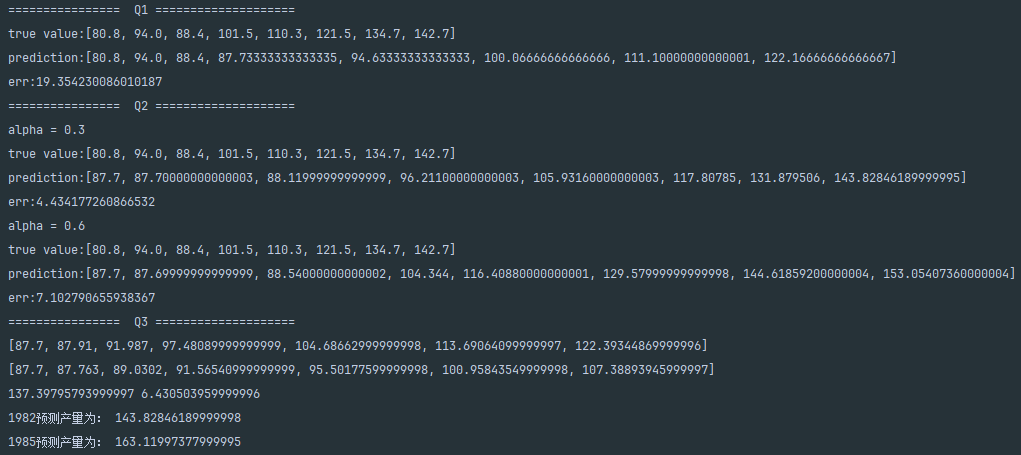 ================  Q1 ====================
true value:[80.8, 94.0, 88.4, 101.5, 110.3, 121.5, 134.7, 142.7]
prediction:[80.8, 94.0, 88.4, 87.73333333333335, 94.63333333333333, 100.06666666666666, 111.10000000000001, 122.16666666666667]
err:19.354230086010187
================  Q2 ====================
alpha = 0.3
true value:[80.8, 94.0, 88.4, 101.5, 110.3, 121.5, 134.7, 142.7]
prediction:[87.7, 87.70000000000003, 88.11999999999999, 96.21100000000003, 105.93160000000003, 117.80785, 131.879506, 143.82846189999995]
err:4.434177260866532
alpha = 0.6
true value:[80.8, 94.0, 88.4, 101.5, 110.3, 121.5, 134.7, 142.7]
prediction:[87.7, 87.69999999999999, 88.54000000000002, 104.344, 116.40880000000001, 129.57999999999998, 144.61859200000004, 153.05407360000004]
err:7.102790655938367
================  Q3 ====================
[87.7, 87.91, 91.987, 97.48089999999999, 104.68662999999998, 113.69064099999997, 122.39344869999996]
[87.7, 87.763, 89.0302, 91.56540999999999, 95.50177599999998, 100.95843549999998, 107.38893945999997]
137.39795793999997 6.430503959999996
1982预测产量为: 143.82846189999998
1985预测产量为: 163.11997377999995